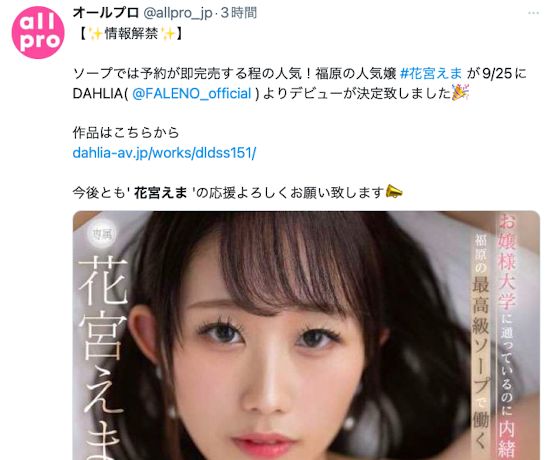 all
pro
オールプロ @allpro_jp·3時間
【✨情報解禁✨】
ソープでは予約が即完売する程の人気！福原の人気嬢 #花宮えま が9/25に
DAHLIA( @FALENO_official )よりデビューが決定致しました🎉
作品はこちらから
dahlia-av.jp/works/dldss151/
今後とも' 花宮えま 'の応援よろしくお願い致します📣
専属
花宮えま
お嬢様大学に通っているのに内緒
福原の最高級ソープで働く